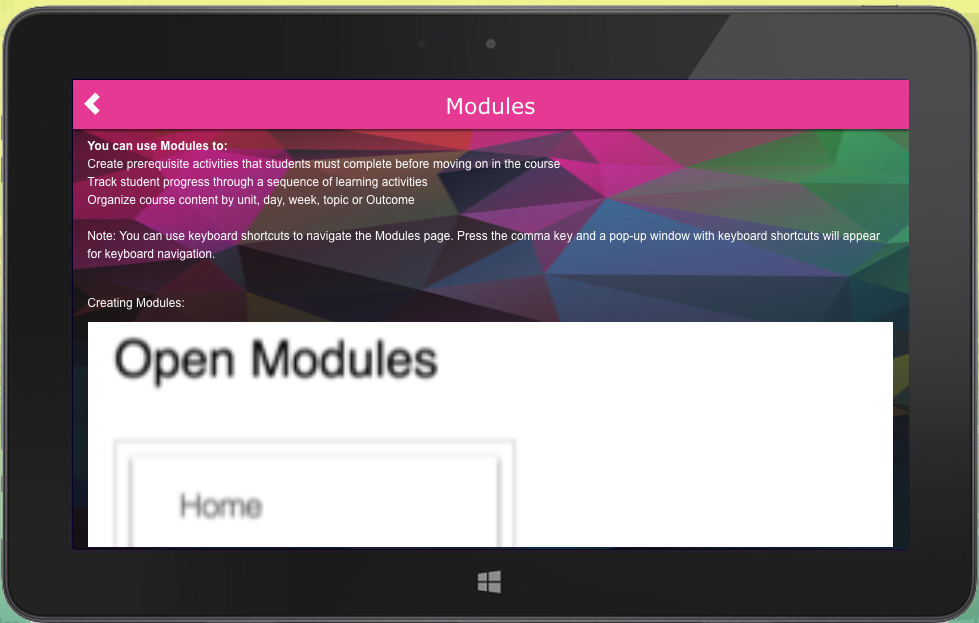 Modules
You can use Modules to:
Create prerequisite activities that students must complete before moving on in the course
Track student progress through a sequence of learning activities
Organize course content by unit, day, week, topic or Outcome
Note: You can use keyboard shortcuts to navigate the Modules page. Press the comma key and a pop-up window with keyboard shortcuts will appear
for keyboard navigation.
Creating Modules:
Open Modules
Home